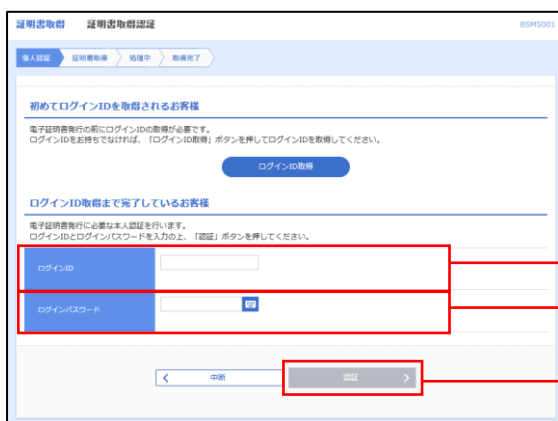 証明書取得 証明書取得認証 BSMS001
個人認証 証明書取得 処理中 取得完了
初めてログインIDを取得されるお客様
電子証明書発行の前にログインIDの取得が必要です。
ログインIDをお持ちでなければ、「ログインID取得」ボタンを押してログインIDを取得してください。
ログインID取得
ログインID取得まで完了しているお客様
電子証明書発行に必要な本人認証を行います。
ログインIDとログインパスワードを入力の上、「認証」ボタンを押してください。
ログインID
ログインパスワード
中断 認証